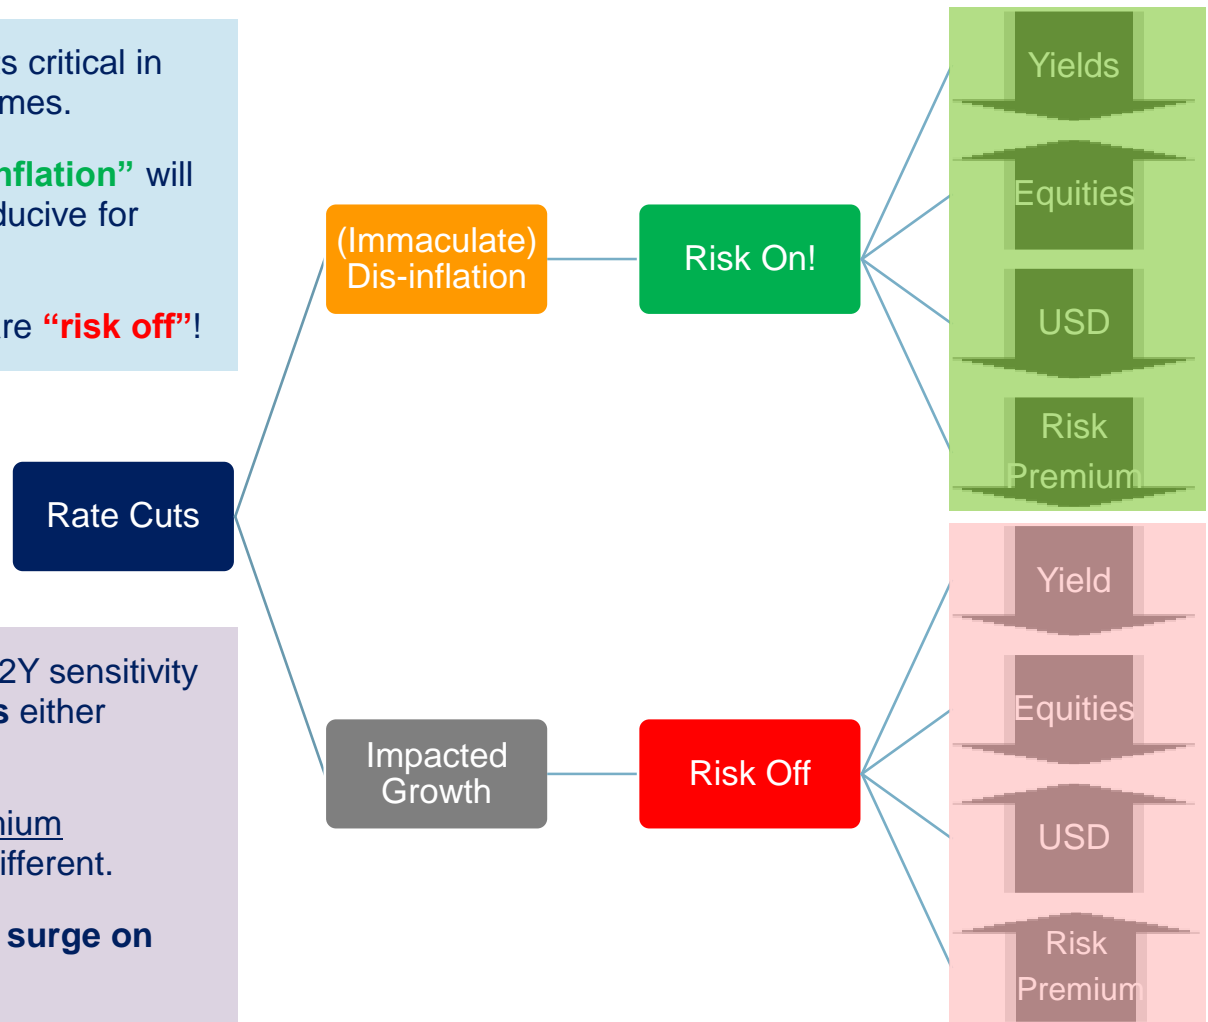 s critical in
mes.
nflation” will
ducive for
re “risk off”!
Rate Cuts
2Y sensitivity
s either
nium
ifferent.
surge on
(Immaculate)
Dis-inflation
Risk On!
Impacted
Growth
Risk Off
Yields
Equities
USD
Risk
Premium
Yield
Equities
USD
Risk
Premium